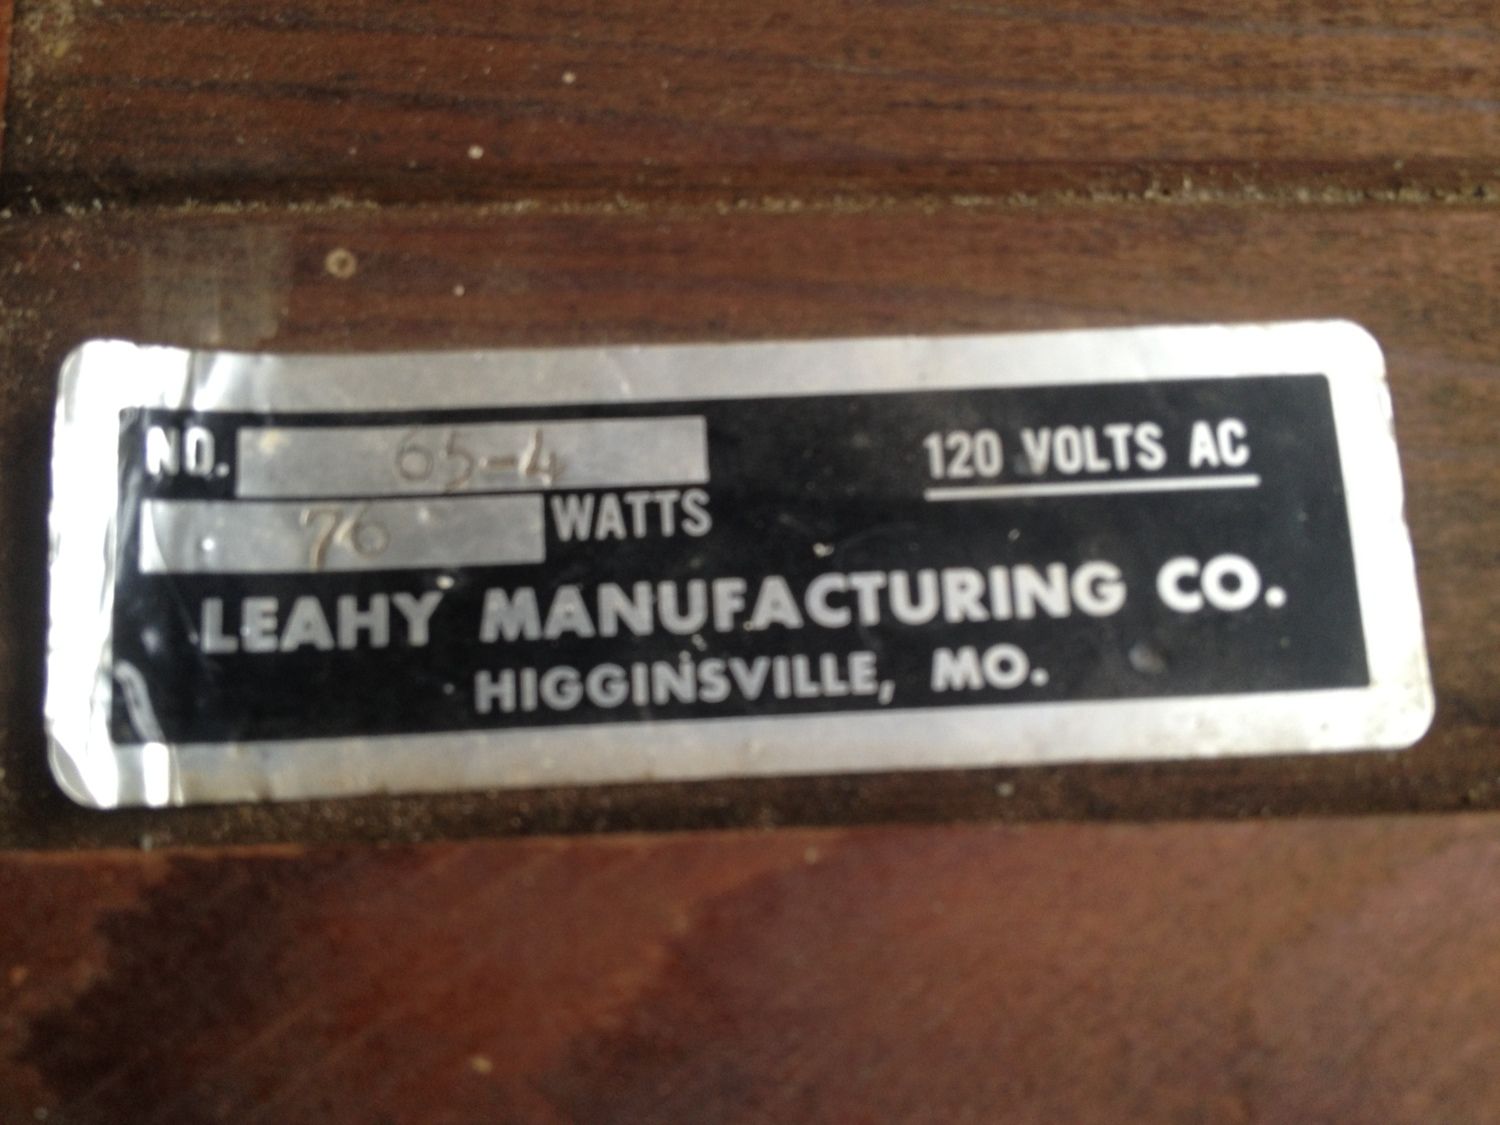 NO. 65-4 120 VOLTS AC
76 WATTS
LEAHY MANUFACTURING CO.
HIGGINSVILLE, MO.